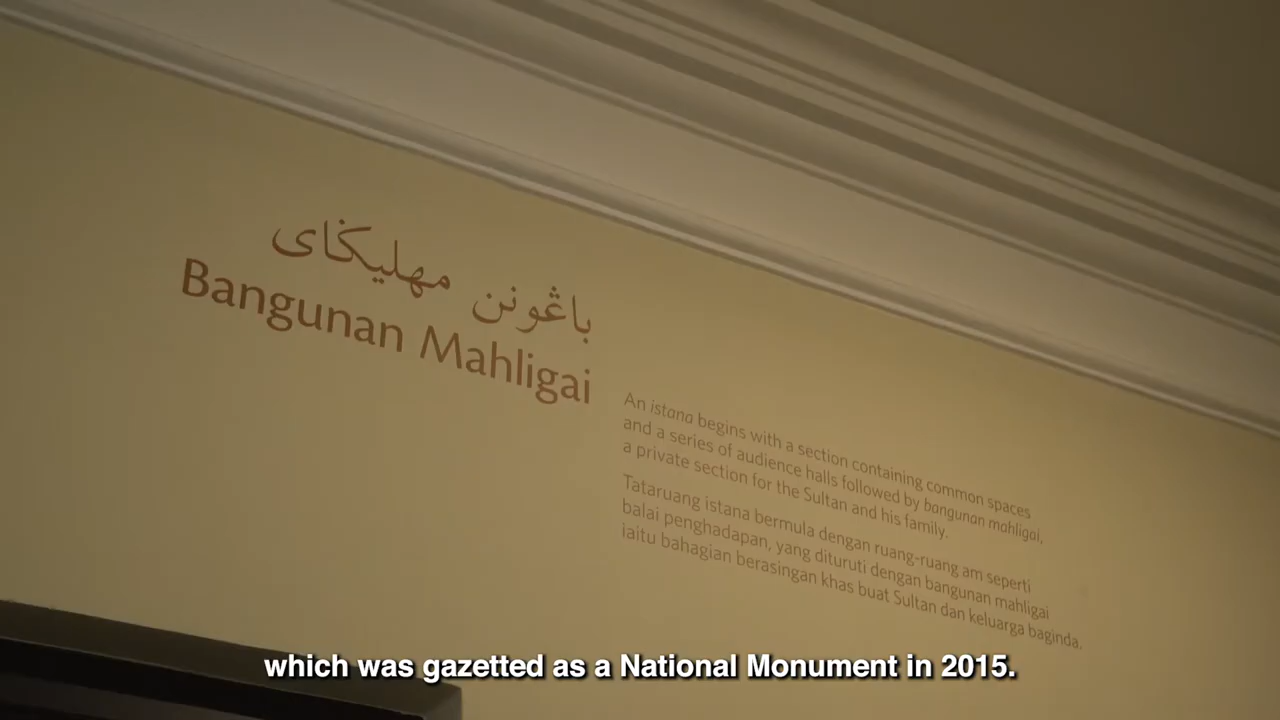 باڠونن مهليݢاى
Bangunan Mahligai
An istana begins with a section containing common spaces
and a series of audience halls followed by bangunan mahligai,
a private section for the Sultan and his family.
Tataruang istana bermula dengan ruang-ruang am seperti
balai penghadapan, yang dituruti dengan bangunan mahligai
iaitu bahagian berasingan khas buat Sultan dan keluarga baginda.
which was gazetted as a National Monument in 2015.